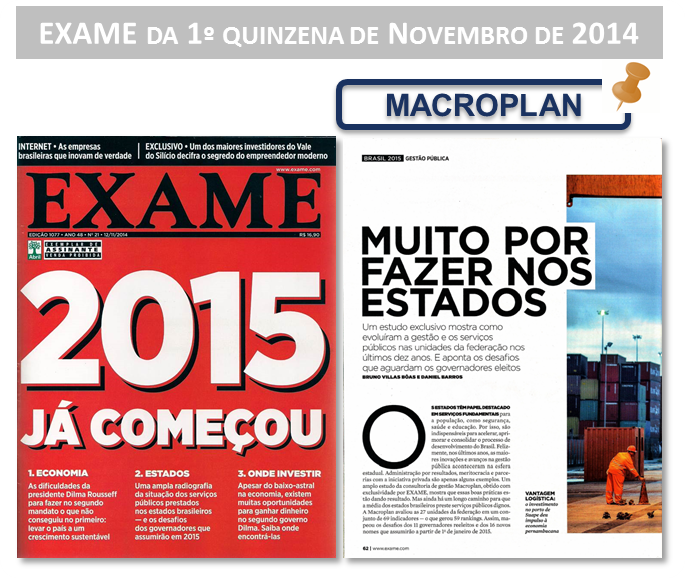 EXAME DA 1º QUINZENA DE NOVEMBRO DE 2014
MACROPLAN
INTERNET • As empresas
brasileiras que inovam de verdade
EXCLUSIVO • Um dos maiores investidores do Vale
do Silício decifra o segredo do empreendedor moderno
www.exame.com
EXAME
EDIÇÃO 1077 • ANO 48 • Nº 21 • 12/11/2014
R$ 16,90
Abril
EXEMPLAR DE
ASSINANTE
VENDA PROIBIDA
2015
JÁ COMEÇOU
1. ECONOMIA
As dificuldades da
presidente Dilma Rousseff
para fazer no segundo
mandato o que não
conseguiu no primeiro:
levar o país a um
crescimento sustentável
2. ESTADOS
Uma ampla radiografia
da situação dos serviços
públicos prestados
nos estados brasileiros
— e os desafios
dos governadores que
assumirão em 2015
3. ONDE INVESTIR
Apesar do baixo-astral
na economia, existem
muitas oportunidades
para ganhar dinheiro
no segundo governo
Dilma. Saiba onde
encontrá-las
BRASIL 2015 GESTÃO PÚBLICA
MUITO POR
FAZER NOS
ESTADOS
Um estudo exclusivo mostra como
evoluíram a gestão e os serviços
públicos nas unidades da federação nos
últimos dez anos. E aponta os desafios
que aguardam os governadores eleitos
BRUNO VILLAS BÔAS E DANIEL BARROS
OS ESTADOS TÊM PAPEL DESTACADO
EM SERVIÇOS FUNDAMENTAIS para
a população, como segurança,
saúde e educação. Por isso, são
indispensáveis para acelerar, apri-
morar e consolidar o processo de
desenvolvimento do Brasil. Feliz-
mente, nos últimos anos, as maio-
res inovações e avanços na gestão
pública aconteceram na esfera
estadual. Administração por resultados, meritocracia e parce-
rias com a iniciativa privada são apenas alguns exemplos. Um
amplo estudo da consultoria de gestão Macroplan, obtido com
exclusividade por EXAME, mostra que essas boas práticas es-
tão dando resultado. Mas ainda há um longo caminho para que
a média dos estados brasileiros preste serviços públicos dignos.
A Macroplan avaliou as 27 unidades da federação em um con-
junto de 69 indicadores — o que gerou 59 rankings. Assim, ma-
peou os desafios dos 11 governadores reeleitos e dos 16 novos
nomes que assumirão a partir de 1º de janeiro de 2015.
VANTAGEM
LOGÍSTICA:
o investimento
no porto de
Suape deu
impulso à
economia
pernambucana
62 | www.exame.com